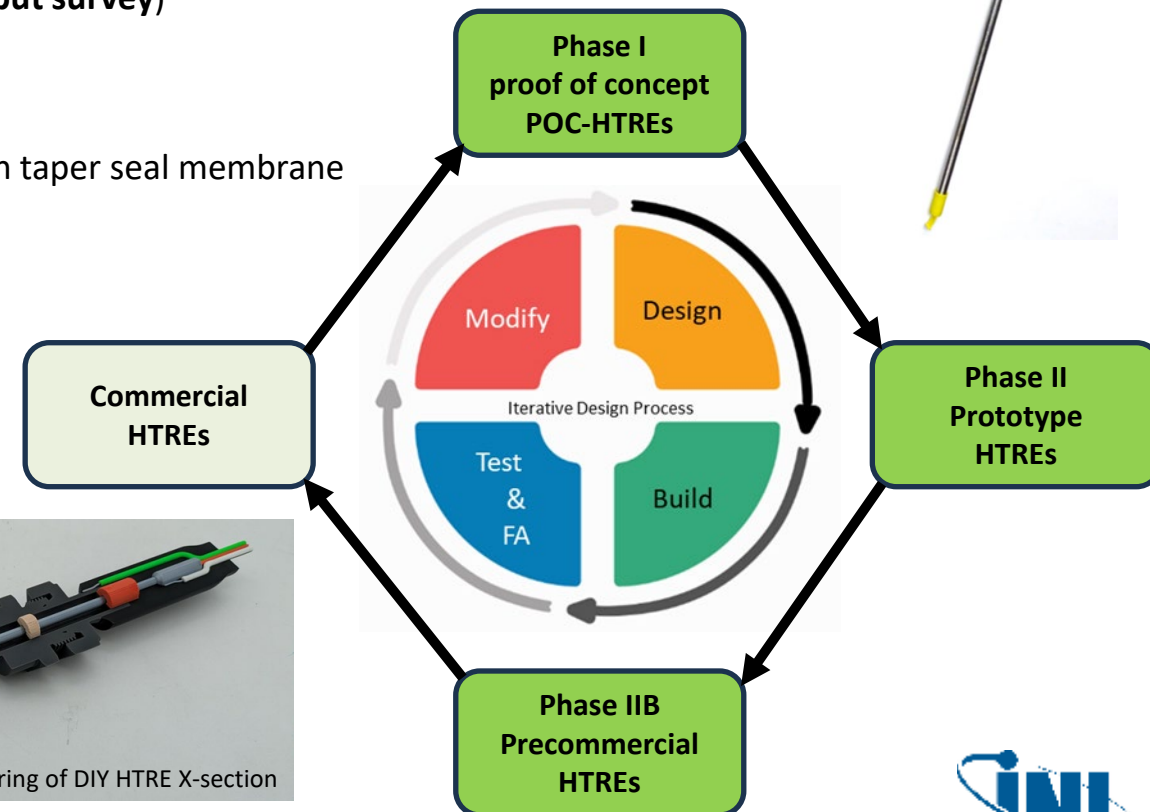 out survey)
Phase I
proof of concept
POC-HTREs
taper seal membrane
Modify
Design
Commercial
HTREs
Iterative Design Process
Phase II
Prototype
HTREs
Test
&
FA
Build
Phase IIB
Precommercial
HTREs
ring of DIY HTRE X-section
INL